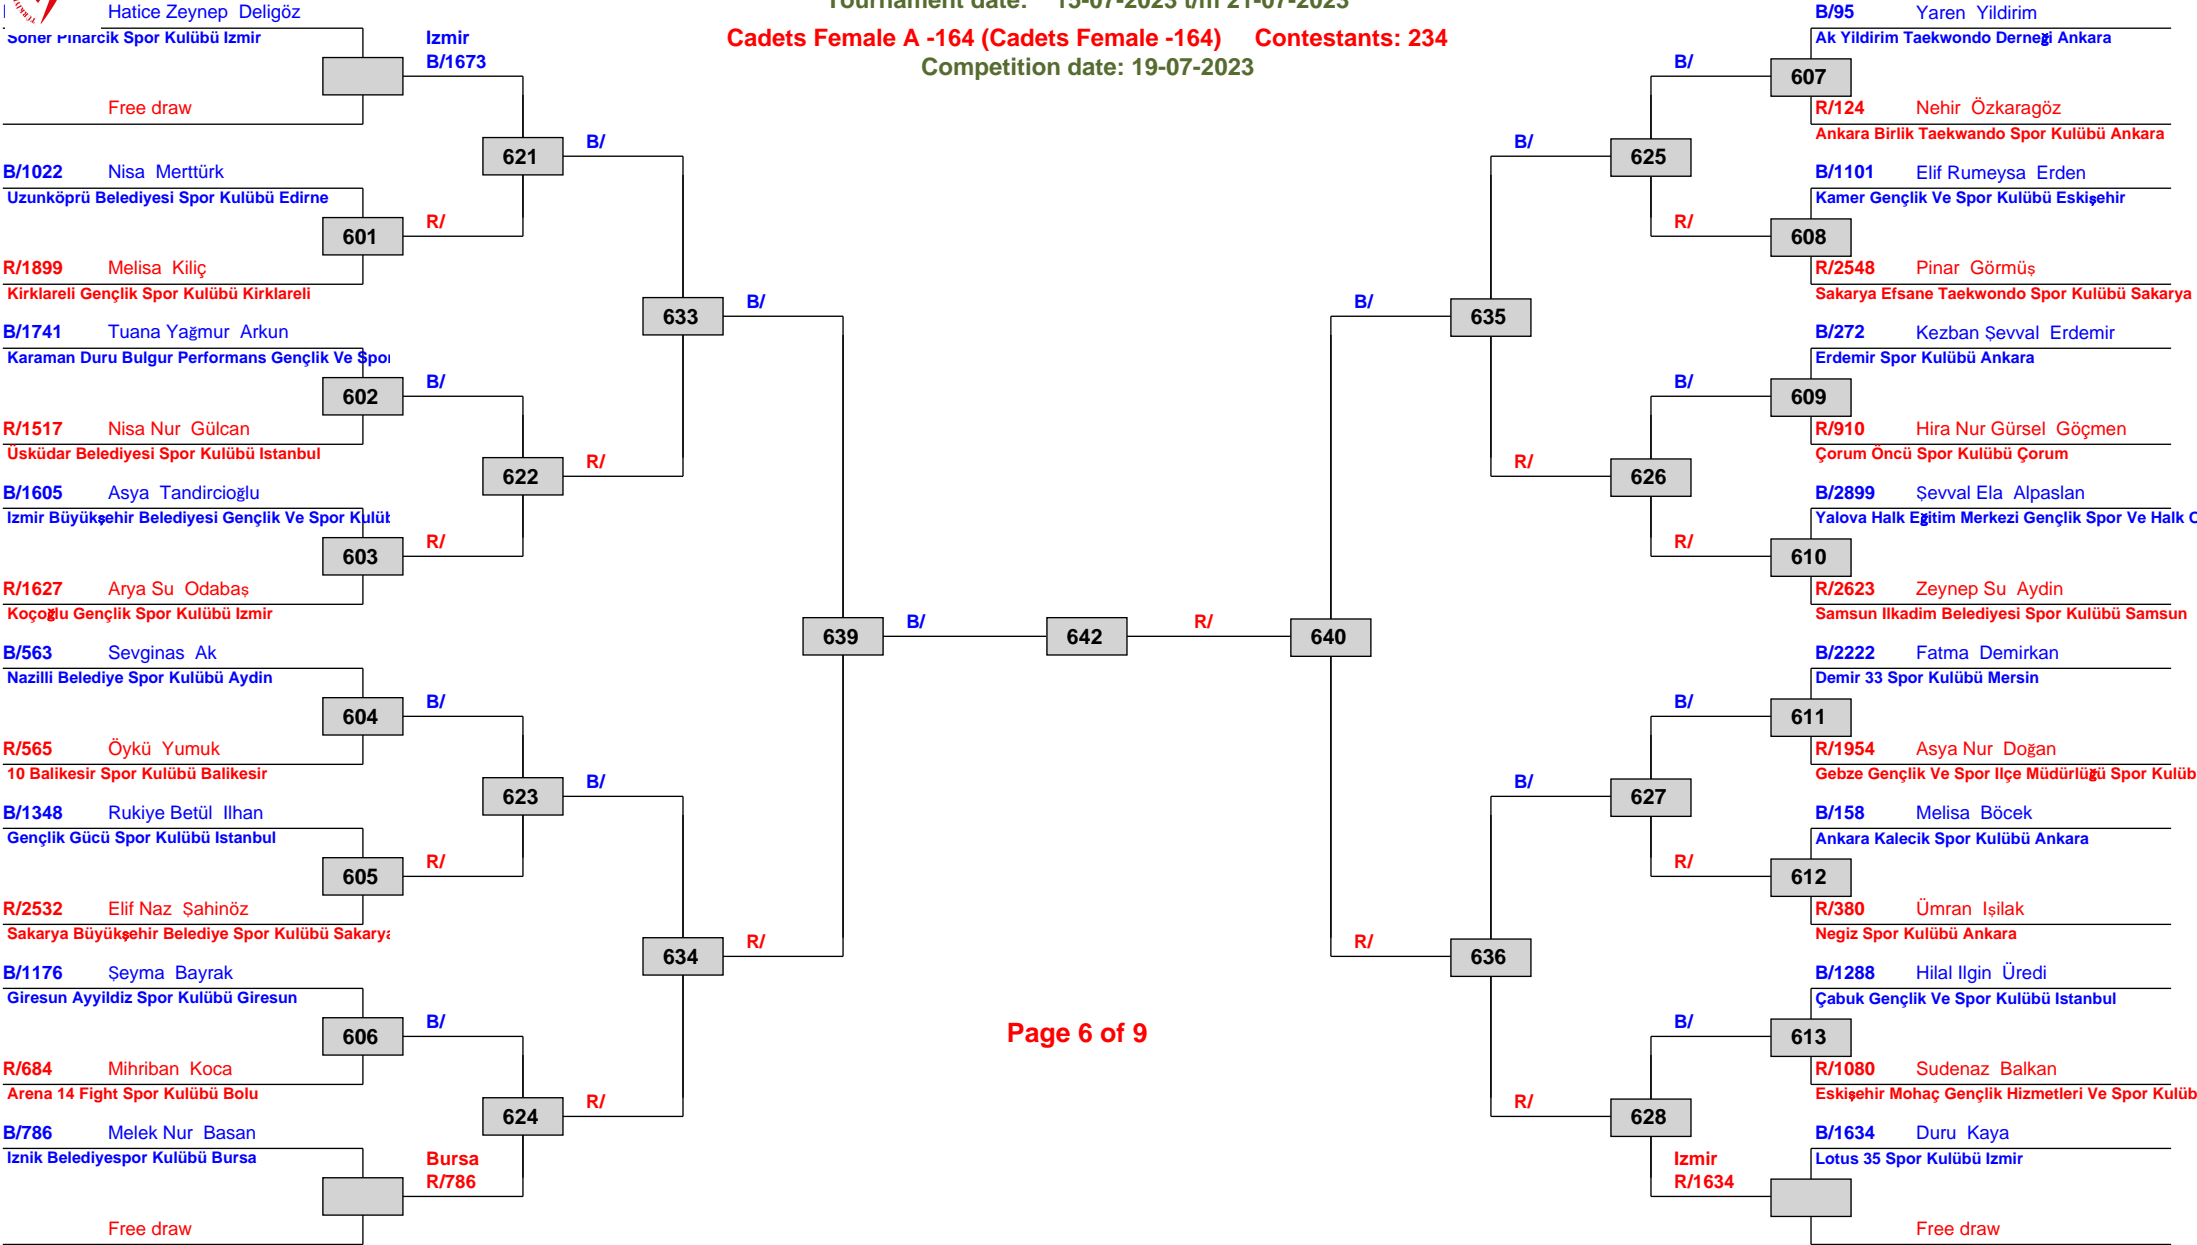 Tournament date: 15-07-2023 t/m 21-07-2023
Cadets Female A -164 (Cadets Female -164) Contestants: 234
Competition date: 19-07-2023
Hatice Zeynep Deligöz
Soner Pinarcik Spor Kulübü Izmir
Free draw
Izmir
B/1673
B/1022 Nisa Merttürk
Uzunköprü Belediyesi Spor Kulübü Edirne
601
R/
R/1899 Melisa Kiliç
Kirklareli Gençlik Spor Kulübü Kirklareli
621
B/
B/1741 Tuana Yağmur Arkun
Karaman Duru Bulgur Performans Gençlik Ve Spor
602
B/
R/1517 Nisa Nur Gülcan
Üsküdar Belediyesi Spor Kulübü Istanbul
622
R/
B/1605 Asya Tandircioğlu
Izmir Büyükşehir Belediyesi Gençlik Ve Spor Kulüb
603
R/
R/1627 Arya Su Odabaş
Koçoğlu Gençlik Spor Kulübü Izmir
633
B/
B/563 Sevginas Ak
Nazilli Belediye Spor Kulübü Aydin
604
B/
R/565 Öykü Yumuk
10 Balikesir Spor Kulübü Balikesir
623
B/
B/1348 Rukiye Betül Ilhan
Gençlik Gücü Spor Kulübü Istanbul
605
R/
R/2532 Elif Naz Şahinöz
Sakarya Büyükşehir Belediye Spor Kulübü Sakarya
634
R/
B/1176 Şeyma Bayrak
Giresun Ayyildiz Spor Kulübü Giresun
606
B/
R/684 Mihriban Koca
Arena 14 Fight Spor Kulübü Bolu
624
R/
B/786 Melek Nur Basan
Iznik Belediyespor Kulübü Bursa
Bursa
R/786
Free draw
639
B/
642
R/
640
Page 6 of 9
B/95 Yaren Yildirim
Ak Yildirim Taekwondo Derneği Ankara
B/
607
R/124 Nehir Özkaragöz
Ankara Birlik Taekwando Spor Kulübü Ankara
B/
625
B/1101 Elif Rumeysa Erden
Kamer Gençlik Ve Spor Kulübü Eskişehir
R/
608
R/2548 Pinar Görmüş
Sakarya Efsane Taekwondo Spor Kulübü Sakarya
B/
635
B/272 Kezban Şevval Erdemir
Erdemir Spor Kulübü Ankara
B/
609
R/910 Hira Nur Gürsel Göçmen
Çorum Öncü Spor Kulübü Çorum
R/
626
B/2899 Şevval Ela Alpaslan
Yalova Halk Eğitim Merkezi Gençlik Spor Ve Halk O
R/
610
R/2623 Zeynep Su Aydin
Samsun Ilkadim Belediyesi Spor Kulübü Samsun
B/2222 Fatma Demirkan
Demir 33 Spor Kulübü Mersin
B/
611
R/1954 Asya Nur Doğan
Gebze Gençlik Ve Spor Ilçe Müdürlüğü Spor Kulüb
B/
627
B/158 Melisa Böcek
Ankara Kalecik Spor Kulübü Ankara
R/
612
R/380 Ümran Işilak
Negiz Spor Kulübü Ankara
R/
636
B/1288 Hilal Ilgin Üredi
Çabuk Gençlik Ve Spor Kulübü Istanbul
B/
613
R/1080 Sudenaz Balkan
Eskişehir Mohaç Gençlik Hizmetleri Ve Spor Kulüb
R/
628
B/1634 Duru Kaya
Lotus 35 Spor Kulübü Izmir
Izmir
R/1634
Free draw